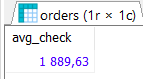 orders (1r × 1c)
avg_check
1 889,63